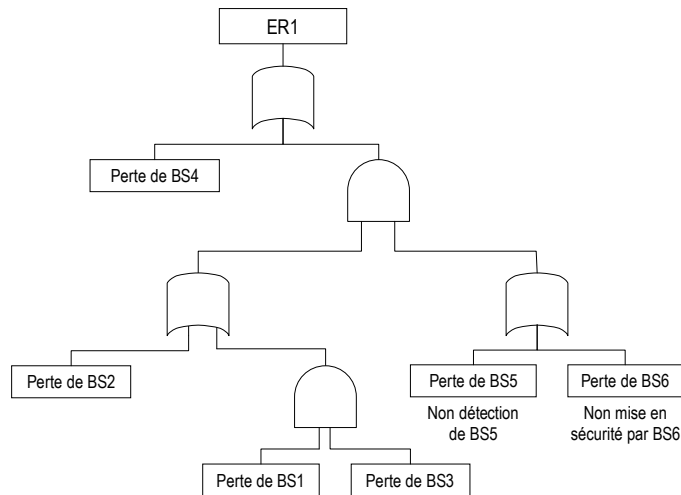 ER1
Perte de BS4
Perte de BS2
Perte de BS5
Perte de BS6
Non détection
de BS5
Non mise en
sécurité par BS6
Perte de BS1
Perte de BS3